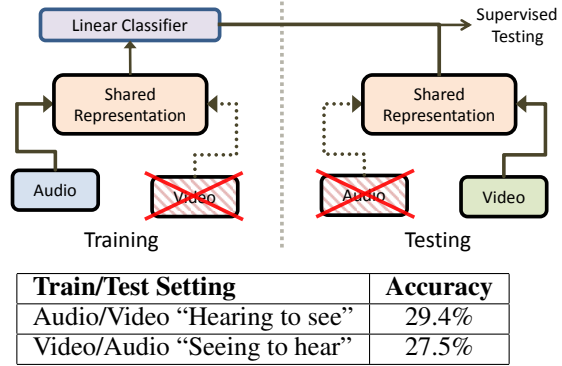 Linear Classifier
Supervised
Testing
Shared
Representation
Shared
Representation
Audio
Video
Audio
Video
Training
Testing
Train/Test Setting Accuracy
Audio/Video “Hearing to see” 29.4%
Video/Audio “Seeing to hear” 27.5%